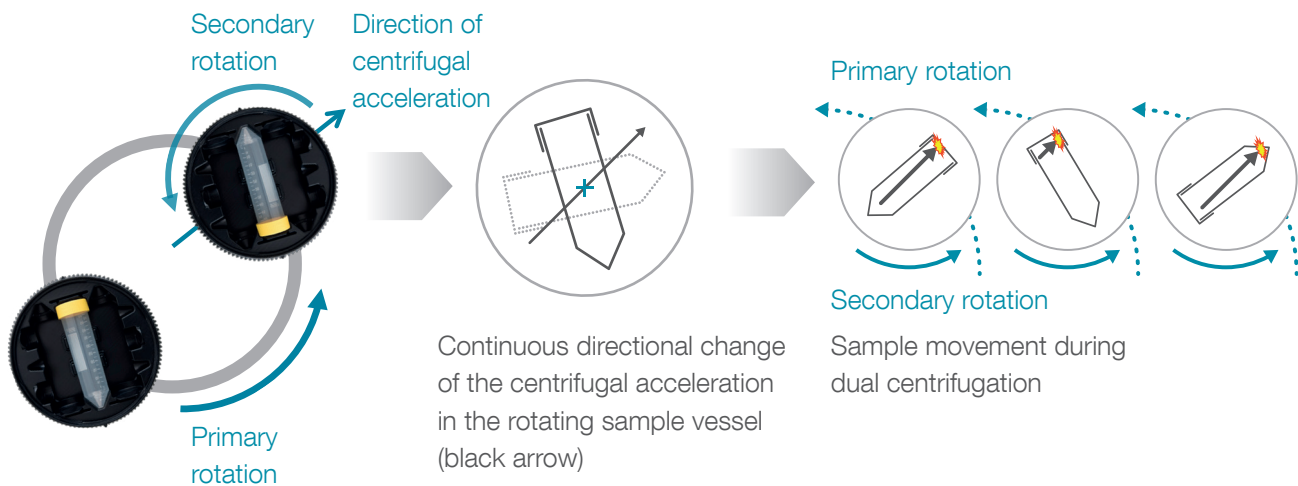 Secondary
rotation
Direction of
centrifugal
acceleration
Primary
rotation
Continuous directional change
of the centrifugal acceleration
in the rotating sample vessel
(black arrow)
Primary rotation
Secondary rotation
Sample movement during
dual centrifugation